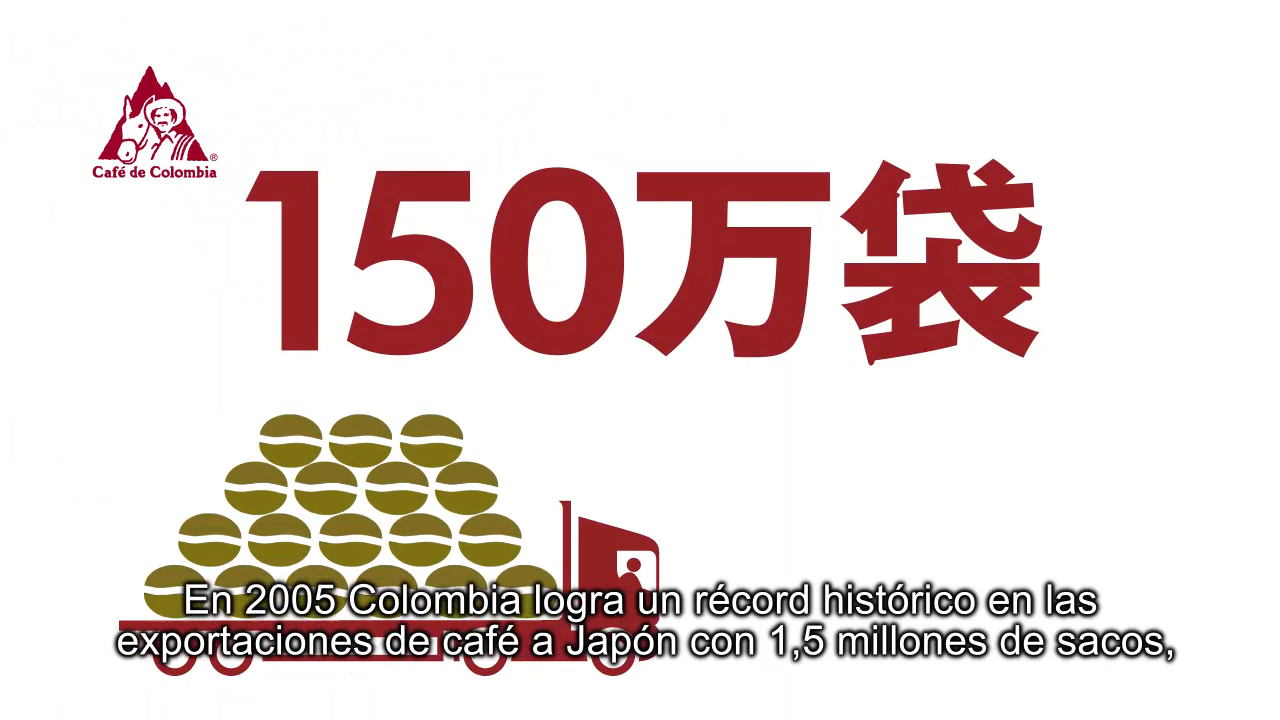 Café de Colombia®
150万袋
En 2005 Colombia logra un récord histórico en las
exportaciones de café a Japón con 1,5 millones de sacos,